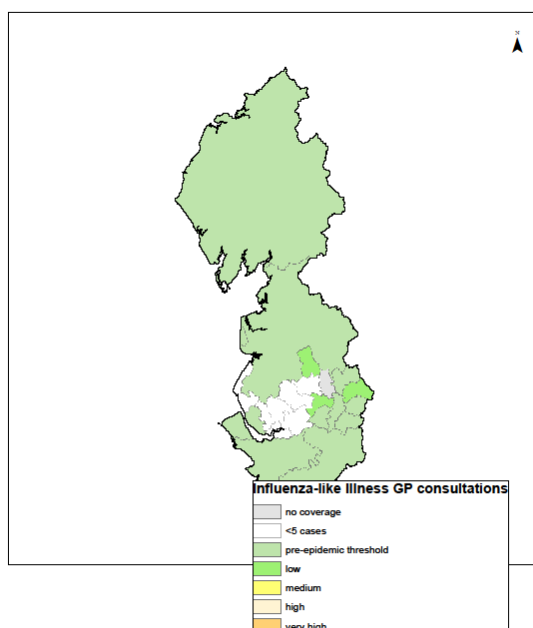 N
Influenza-like Illness GP consultations
no coverage
<5 cases
pre-epidemic threshold
low
medium
high
very high